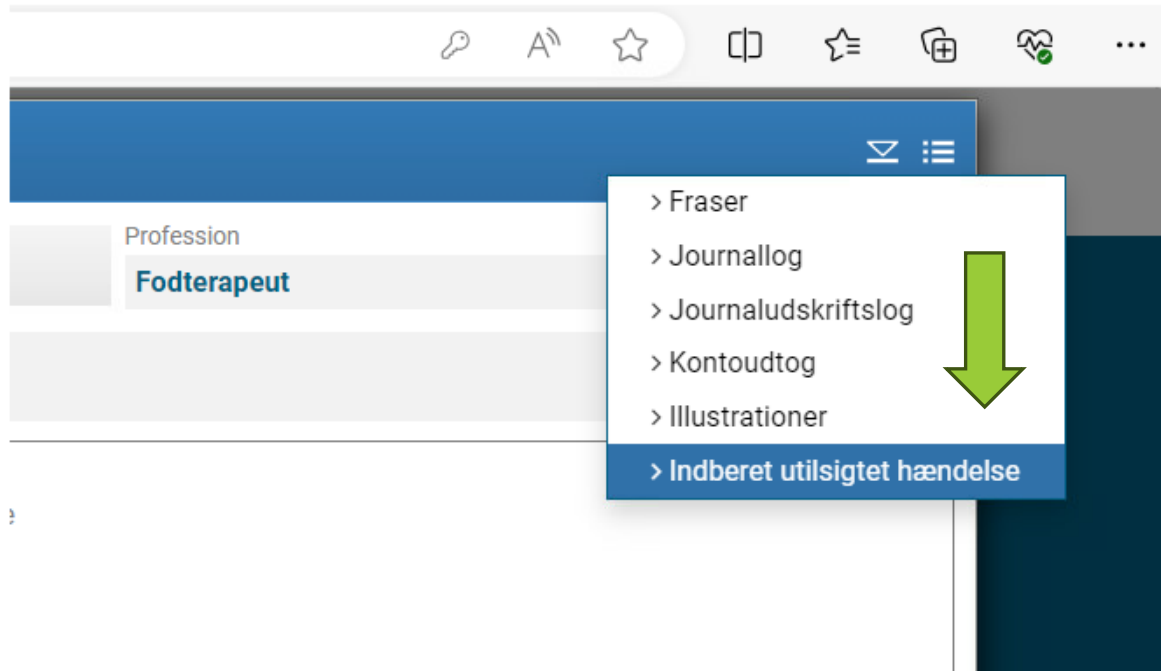 Profession
Fodterapeut
> Fraser
> Journallog
> Journaludskriftslog
> Kontoudtog
> Illustrationer
> Indberet utilsigtet hændelse